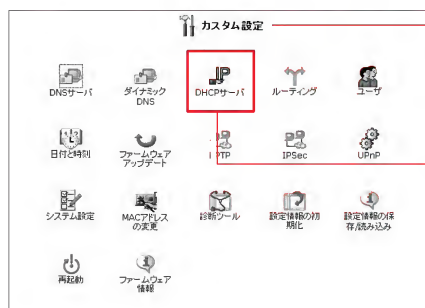 カスタム設定
DNSサーバ
ダイナミック
DNS
DHCPサーバ
ルーティング
ユーザ
日付と時刻
ファームウェア
アップデート
PTP
IPSec
UPnP
システム設定
MACアドレス
の変更
診断ツール
設定情報の初
期化
設定情報の保
存/読み込み
再起動
ファームウェア
情報